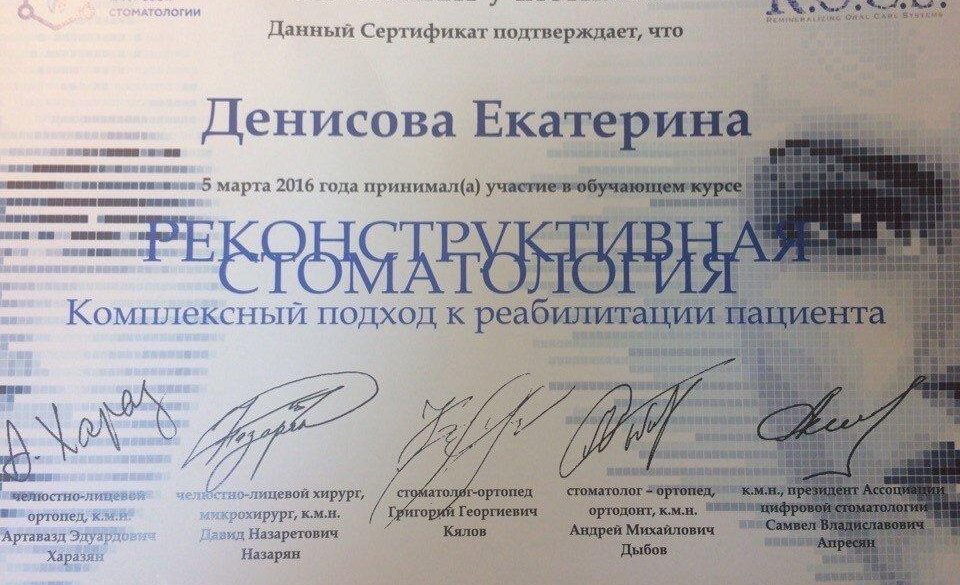 СТОМАТОЛОГИИ
R.O.C.S.
REMINERALIZING ORAL CARE SYSTEMS
Данный Сертификат подтверждает, что
Денисова Екатерина
5 марта 2016 года принимал(а) участие в обучающем курсе
РЕКОНСТРУКТИВНАЯ
СТОМАТОЛОГИЯ
Комплексный подход к реабилитации пациента
А. Хараз
челюстно-лицевой
ортопед, к.м.н.
Артавазд Эдуардович
Харазян
челюстно-лицевой хирург,
микрохирург, к.м.н.
Давид Назаретович
Назарян
стоматолог-ортопед
Григорий Георгиевич
Кялов
стоматолог – ортопед,
ортодонт, к.м.н.
Андрей Михайлович
Дыбов
к.м.н., президент Ассоциации
цифровой стоматологии
Самвел Владиславович
Апресян